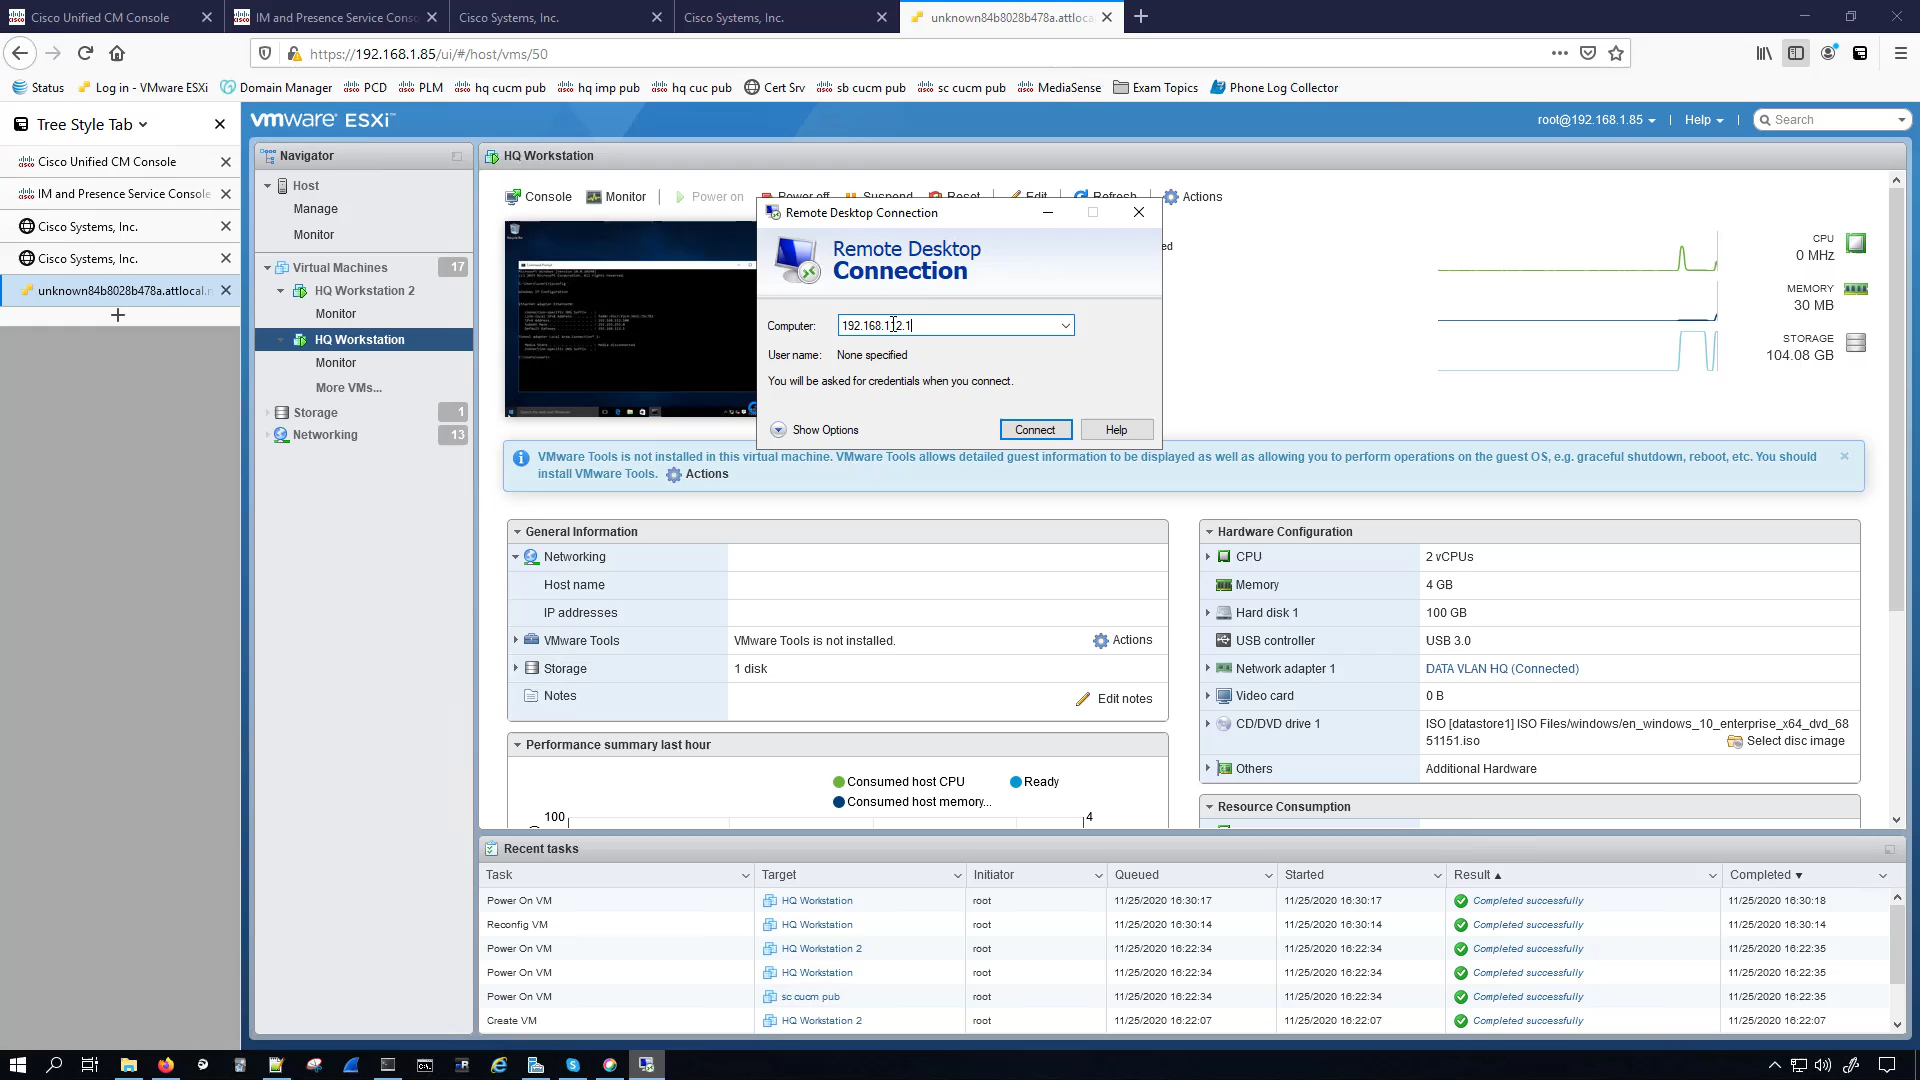 Cisco Unified CM Console
IM and Presence Service Conso
Cisco Systems, Inc.
Cisco Systems, Inc.
unknown84b8028b478a.attloca
https://192.168.1.85/ui/#/host/vms/50
Status
Log in - VMware ESXi
Domain Manager
PCD
PLM
hq cucm pub
hq imp pub
hq cuc pub
Cert Srv
sb cucm pub
sc cucm pub
MediaSense
Exam Topics
Phone Log Collector
Tree Style Tab
Cisco Unified CM Console
IM and Presence Service Console
Cisco Systems, Inc.
Cisco Systems, Inc.
unknown84b8028b478a.attlocal.n
vmware ESXi
root@192.168.1.85
Help
Search
Navigator
Host
Manage
Monitor
Virtual Machines
17
HQ Workstation 2
Monitor
HQ Workstation
Monitor
More VMs...
Storage
1
Networking
13
HQ Workstation
Console
Monitor
Power on
Power off
Suspend
Reset
Edit
Refresh
Actions
Remote Desktop Connection
Remote Desktop
Connection
Computer:
User name:
None specified
You will be asked for credentials when you connect.
Show Options
Connect
Help
CPU
0 MHz
MEMORY
30 MB
STORAGE
104.08 GB
VMware Tools is not installed in this virtual machine. VMware Tools allows detailed guest information to be displayed as well as allowing you to perform operations on the guest OS, e.g. graceful shutdown, reboot, etc. You should
install VMware Tools.
Actions
General Information
Networking
Host name
IP addresses
VMware Tools
VMware Tools is not installed.
Actions
Storage
1 disk
Notes
Edit notes
Performance summary last hour
Consumed host CPU
Ready
Consumed host memory...
100
4
Hardware Configuration
CPU
2 vCPUs
Memory
4 GB
Hard disk 1
100 GB
USB controller
USB 3.0
Network adapter 1
DATA VLAN HQ (Connected)
Video card
0 B
CD/DVD drive 1
ISO [datastore1] ISO Files/windows/en_windows_10_enterprise_x64_dvd_68
51151.iso
Select disc image
Others
Additional Hardware
Resource Consumption
Recent tasks
Task Target Initiator Queued Started Result Completed
Power On VM HQ Workstation root 11/25/2020 16:30:17 11/25/2020 16:30:17 Completed successfully 11/25/2020 16:30:18
Reconfig VM HQ Workstation root 11/25/2020 16:30:14 11/25/2020 16:30:14 Completed successfully 11/25/2020 16:30:14
Power On VM HQ Workstation 2 root 11/25/2020 16:22:34 11/25/2020 16:22:34 Completed successfully 11/25/2020 16:22:35
Power On VM HQ Workstation root 11/25/2020 16:22:34 11/25/2020 16:22:34 Completed successfully 11/25/2020 16:22:35
Power On VM sc cucm pub root 11/25/2020 16:22:34 11/25/2020 16:22:34 Completed successfully 11/25/2020 16:22:35
Create VM HQ Workstation 2 root 11/25/2020 16:22:07 11/25/2020 16:22:07 Completed successfully 11/25/2020 16:22:07